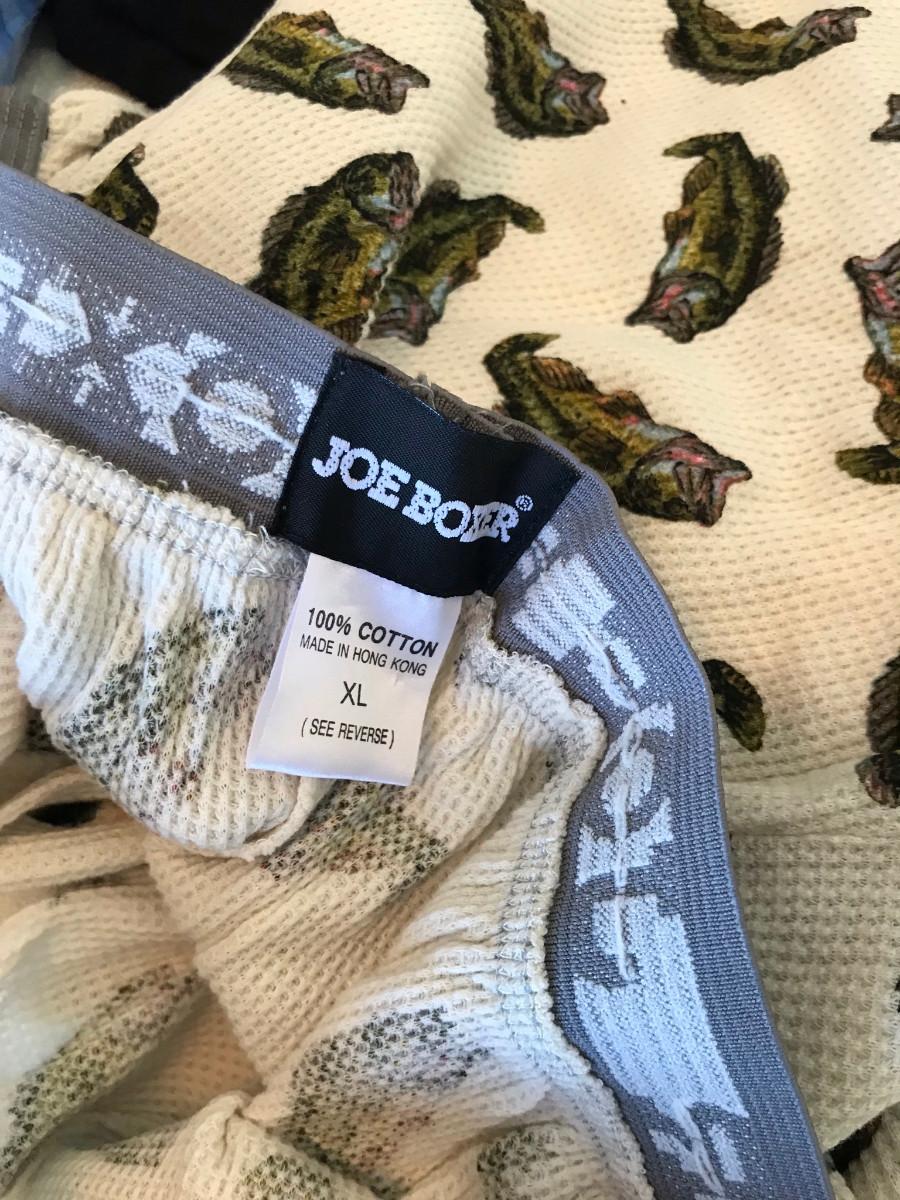 JOE BOXER®
100% COTTON
MADE IN HONG KONG
XL
( SEE REVERSE )